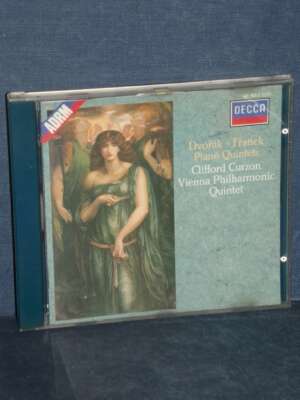 ADRM
DECCA
Dvořák · Franck
Piano Quintets
Clifford Curzon
Vienna Philharmonic
Quintet